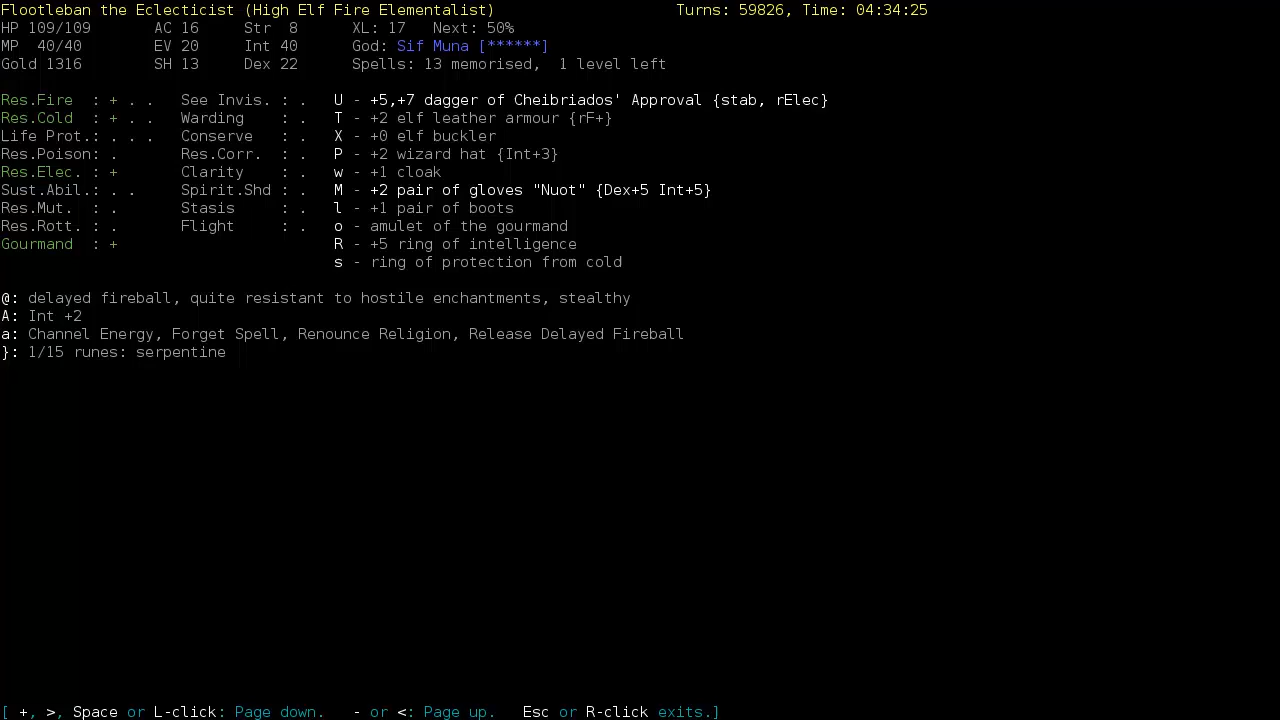 Flootleban the Eclecticist (High Elf Fire Elementalist) Turns: 59826, Time: 04:34:25
HP 109/109 AC 16 Str 8 XL: 17 Next: 50%
MP 40/40 EV 20 Int 40 God: Sif Muna [******]
Gold 1316 SH 13 Dex 22 Spells: 13 memorised, 1 level left
Res.Fire : + . . See Invis. : . U - +5,+7 dagger of Cheibriados' Approval {stab, rElec}
Res.Cold : + . . Warding : . T - +2 elf leather armour {rF+}
Life Prot.: . . . Conserve : . X - +0 elf buckler
Res.Poison: . Res.Corr. : . P - +2 wizard hat {Int+3}
Res.Elec. : + Clarity : . w - +1 cloak
Sust.Abil.: . . Spirit.Shd : . M - +2 pair of gloves "Nuot" {Dex+5 Int+5}
Res.Mut. : . Stasis : . l - +1 pair of boots
Res.Rott. : . Flight : . o - amulet of the gourmand
Gourmand : + R - +5 ring of intelligence
s - ring of protection from cold
@: delayed fireball, quite resistant to hostile enchantments, stealthy
A: Int +2
a: Channel Energy, Forget Spell, Renounce Religion, Release Delayed Fireball
}: 1/15 runes: serpentine
[ +, >, Space or L-click: Page down. - or <: Page up. Esc or R-click exits.]